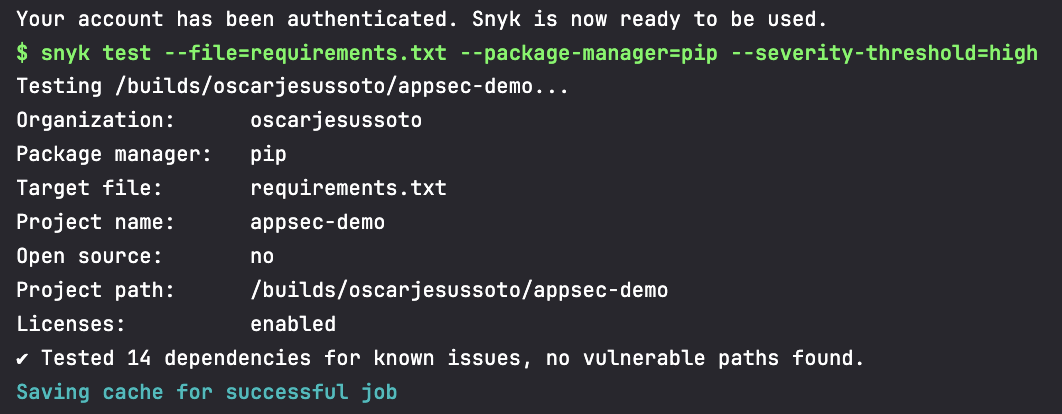 Your account has been authenticated. Snyk is now ready to be used.
$ snyk test --file=requirements.txt --package-manager=pip --severity-threshold=high
Testing /builds/oscarjesussoto/appsec-demo...
Organization:      oscarjesussoto
Package manager:   pip
Target file:       requirements.txt
Project name:      appsec-demo
Open source:       no
Project path:      /builds/oscarjesussoto/appsec-demo
Licenses:          enabled
✔ Tested 14 dependencies for known issues, no vulnerable paths found.
Saving cache for successful job